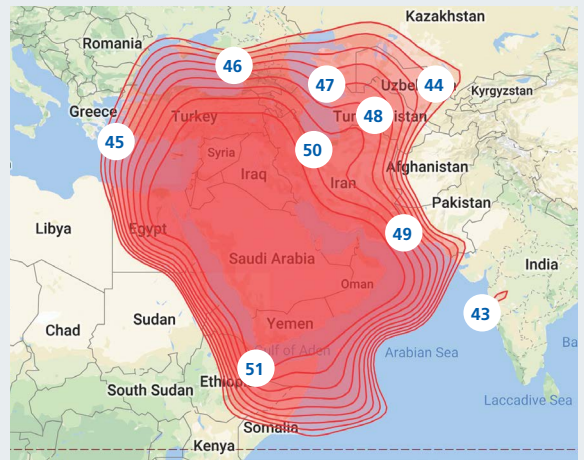 Kazakhstan
Romania
46
47
44
Uzbe
Kyrgyzstan
Greece
Turkey
48
Tur
istan
45
50
Syria
Iraq
Iran
Afghanistan
Pakistan
Libya
Egypt
49
Saudi Arabia
India
Oman
43
Sudan
Yemen
Chad
Gulf of Aden
Arabian Sea
Ba
51
Ethiop
South Sudan
Laccadive Sea
Somalia
Kenya